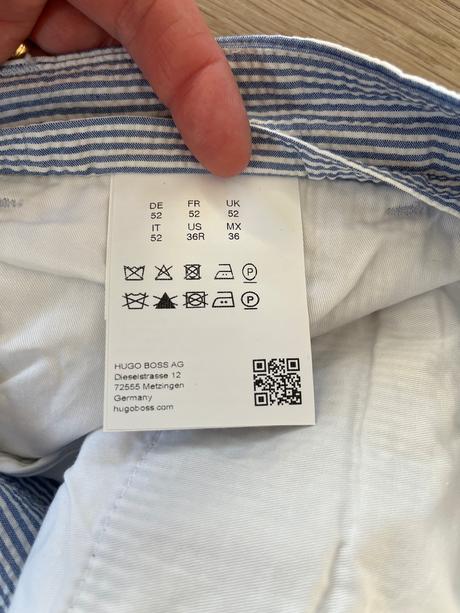 DE FR UK
52 52 52
IT US MX
52 36R 36
HUGO BOSS AG
Dieselstrasse 12
72555 Metzingen
Germany
hugoboss.com